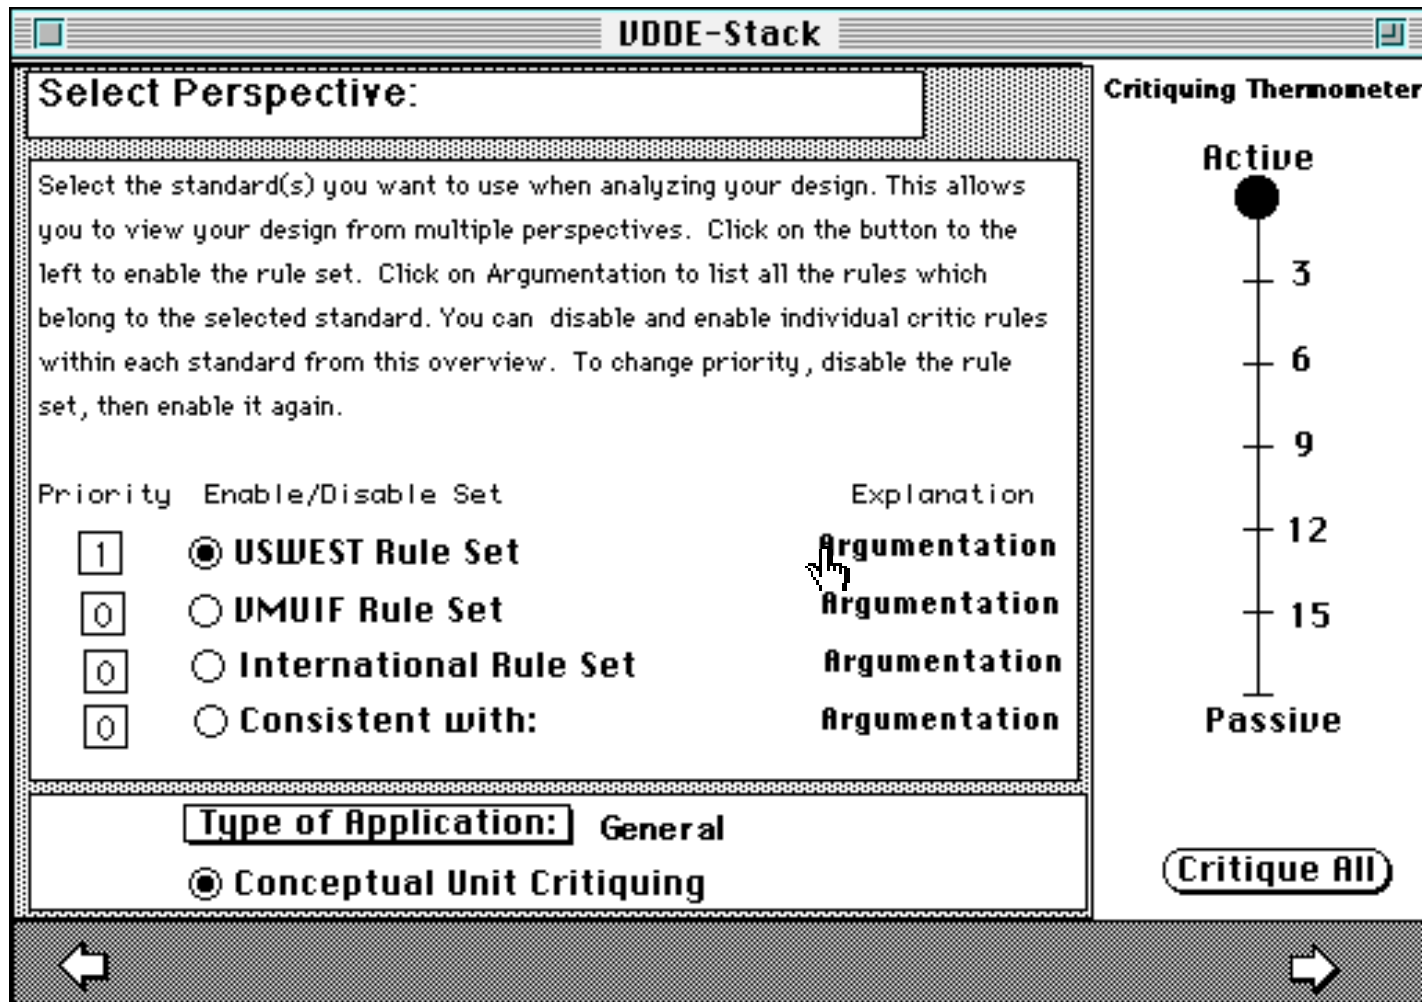 VDDE-Stack
Select Perspective:
Select the standard(s) you want to use when analyzing your design. This allows
you to view your design from multiple perspectives. Click on the button to the
left to enable the rule set. Click on Argumentation to list all the rules which
belong to the selected standard. You can disable and enable individual critic rules
within each standard from this overview. To change priority, disable the rule
set, then enable it again.
Priority Enable/Disable Set Explanation
1 USWEST Rule Set Argumentation
0 VMUIF Rule Set Argumentation
0 International Rule Set Argumentation
0 Consistent with: Argumentation
Type of Application: General
Conceptual Unit Critiquing
Critiquing Thermometer
Active
3
6
9
12
15
Passive
Critique All